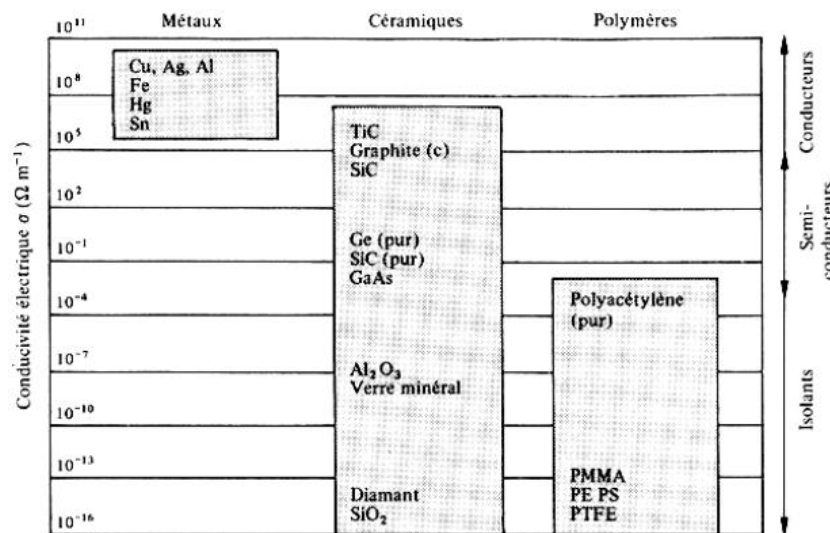 Métaux
Céramiques
Polymères
Conducivité électrique σ (Ω m⁻¹)
10¹¹
10⁸
10⁵
10²
10⁻¹
10⁻⁴
10⁻⁷
10⁻¹⁰
10⁻¹³
10⁻¹⁶
Cu, Ag, Al
Fe
Hg
Sn
TiC
Graphite (c)
SiC
Ge (pur)
SiC (pur)
GaAs
Al₂O₃
Verre minéral
Diamant
SiO₂
Polyacétylène
(pur)
PMMA
PE PS
PTFE
Conducteurs
Semi-
conducteurs
Isolants